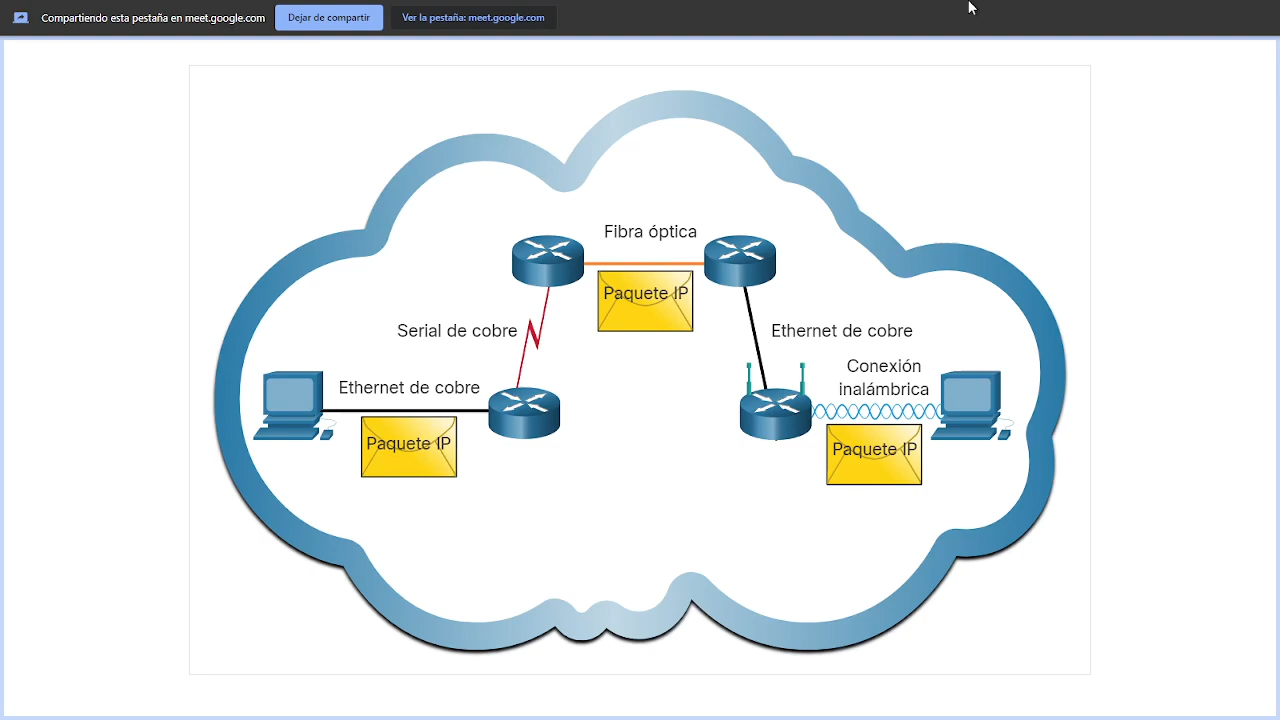 Compartiendo esta pestaña en meet.google.com
Dejar de compartir
Ver la pestaña: meet.google.com
Fibra óptica
Paquete IP
Serial de cobre
Ethernet de cobre
Conexión
inalámbrica
Ethernet de cobre
Paquete IP
Paquete IP